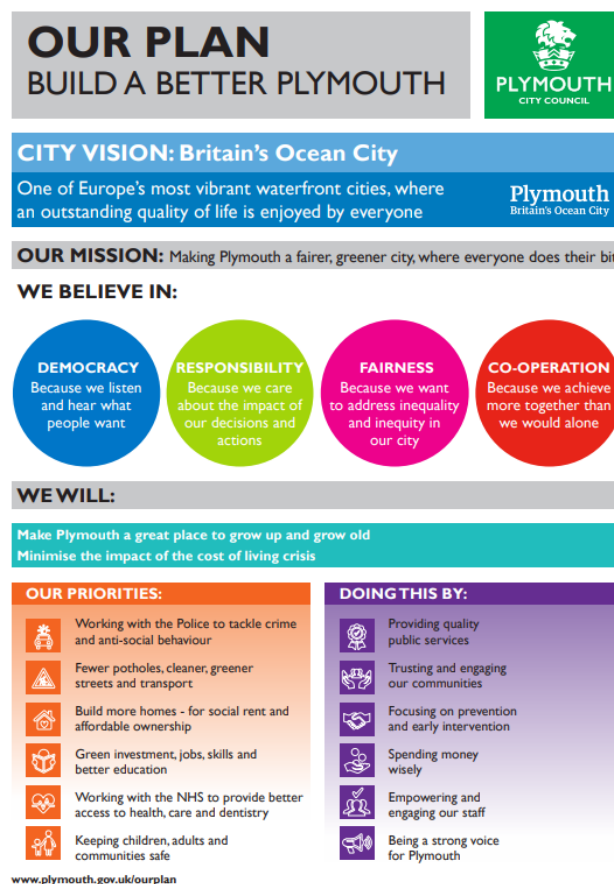 OUR PLAN
BUILD A BETTER PLYMOUTH
PLYMOUTH
CITY COUNCIL
CITY VISION: Britain's Ocean City
One of Europe's most vibrant waterfront cities, where
an outstanding quality of life is enjoyed by everyone
Plymouth
Britain's Ocean City
OUR MISSION: Making Plymouth a fairer, greener city, where everyone does their bit
WE BELIEVE IN:
DEMOCRACY
Because we listen
and hear what
people want
RESPONSIBILITY
Because we care
about the impact of
our decisions and
actions
FAIRNESS
Because we want
to address inequality
and inequity in
our city
CO-OPERATION
Because we achieve
more together than
we would alone
WE WILL:
Make Plymouth a great place to grow up and grow old
Minimise the impact of the cost of living crisis
OUR PRIORITIES:
Working with the Police to tackle crime
and anti-social behaviour
Fewer potholes, cleaner, greener
streets and transport
Build more homes - for social rent and
affordable ownership
Green investment, jobs, skills and
better education
Working with the NHS to provide better
access to health, care and dentistry
Keeping children, adults and
communities safe
DOING THIS BY:
Providing quality
public services
Trusting and engaging
our communities
Focusing on prevention
and early intervention
Spending money
wisely
Empowering and
engaging our staff
Being a strong voice
for Plymouth
www.plymouth.gov.uk/ourplan